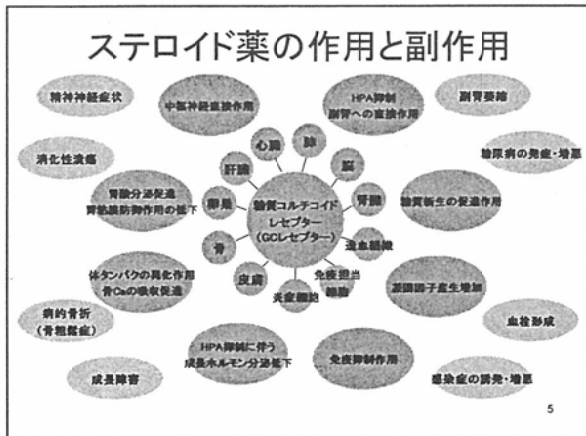 ステロイド薬の作用と副作用
精神神経症状
中枢神経直接作用
HPA抑制
副腎への直接作用
副腎萎縮
消化性潰瘍
心臓
肺
肝臓
脳
糖尿病の発症・増悪
胃酸分泌促進
胃粘膜防御作用の低下
卵巣
糖質コルチコイド
レセプター
(GCレセプター)
腎臓
糖質新生の促進作用
骨
造血組織
体タンパクの異化作用
骨Caの吸収促進
皮膚
炎症細胞
免疫担当
細胞
凝固因子産生増加
病的骨折
(骨粗鬆症)
血栓形成
HPA抑制に伴う
成長ホルモン分泌低下
免疫抑制作用
成長障害
感染症の誘発・増悪
5